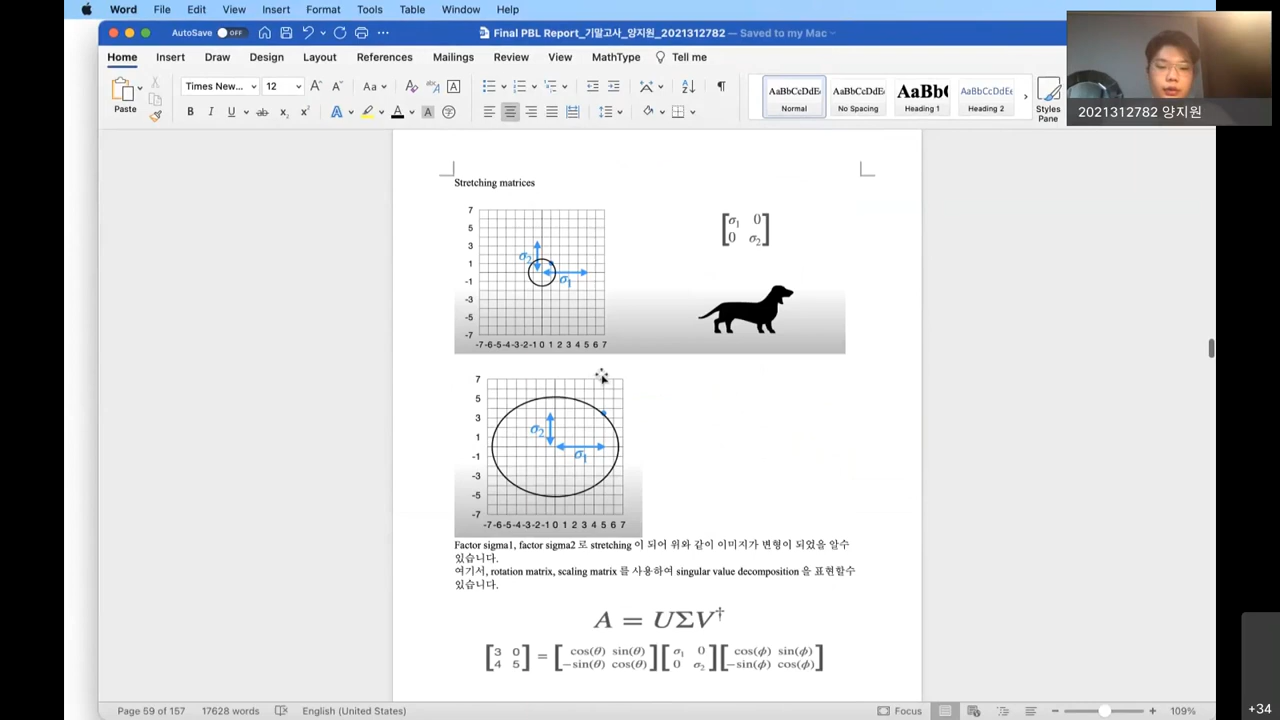 Word File Edit View Insert Format Tools Table Window Help
AutoSave OFF
Final PBL Report_기말고사_양지원_2021312782 — Saved to my Mac
Home Insert Draw Design Layout References Mailings Review View MathType Tell me
Paste
Times New... 12
AaBbCcDdE AaBbCcDdE AaBb( AaBbCcDdE
Normal No Spacing Heading 1 Heading 2
Styles Pane
2021312782 양지원
Stretching matrices
7
5
3
1
-1
-3
-5
-7
σ2
σ1
-7-6-5-4-3-2-1 0 1 2 3 4 5 6 7
[σ1 0]
[0 σ2]
7
5
3
1
-1
-3
-5
-7
σ2
σ1
-7-6-5-4-3-2-1 0 1 2 3 4 5 6 7
Factor sigma1, factor sigma2 로 stretching 이 되어 위와 같이 이미지가 변형이 되었을 알수
있습니다.
여기서, rotation matrix, scaling matrix 를 사용하여 singular value decomposition 을 표현할수
있습니다.
A = UΣV†
[3 0] = [cos(θ) sin(θ)][σ1 0][cos(ϕ) sin(ϕ)]
[4 5] [−sin(θ) cos(θ)][0 σ2][−sin(ϕ) cos(ϕ)]
Page 59 of 157 17628 words English (United States) Focus 109%
+34